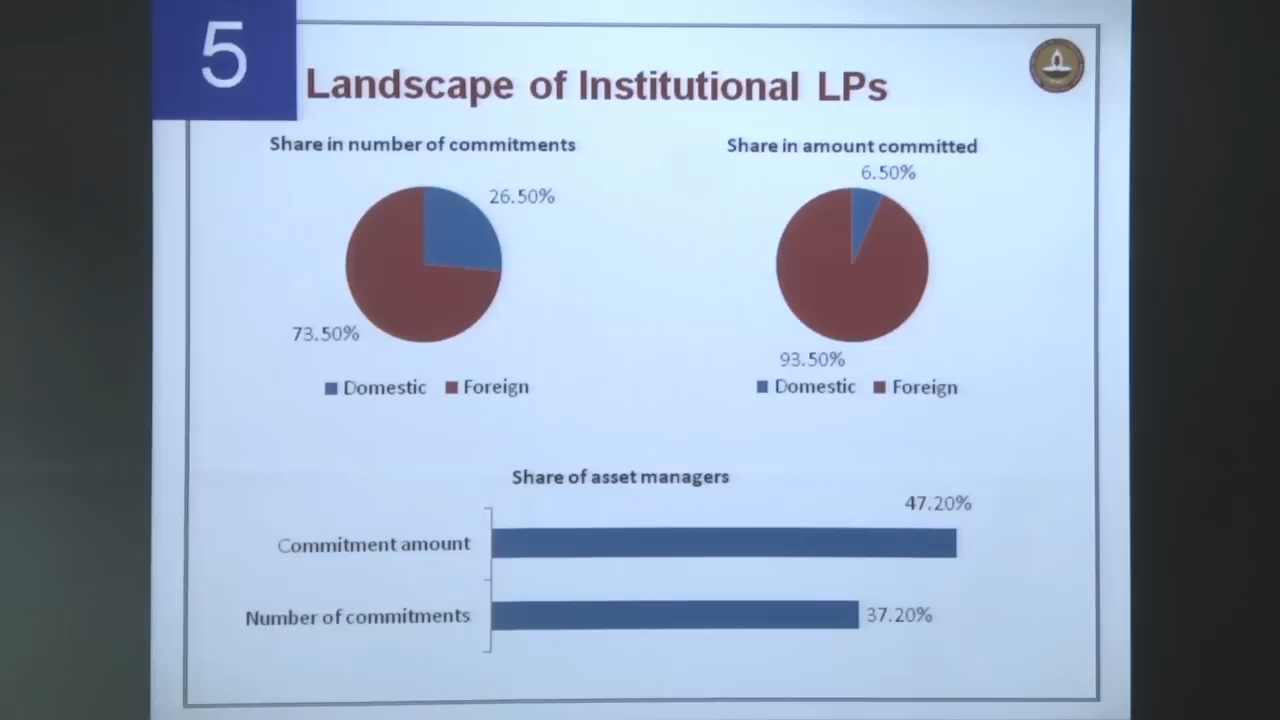 5
Landscape of Institutional LPs
Share in number of commitments
26.50%
73.50%
Domestic Foreign
Share in amount committed
6.50%
93.50%
Domestic Foreign
Share of asset managers
47.20%
Commitment amount
Number of commitments
37.20%